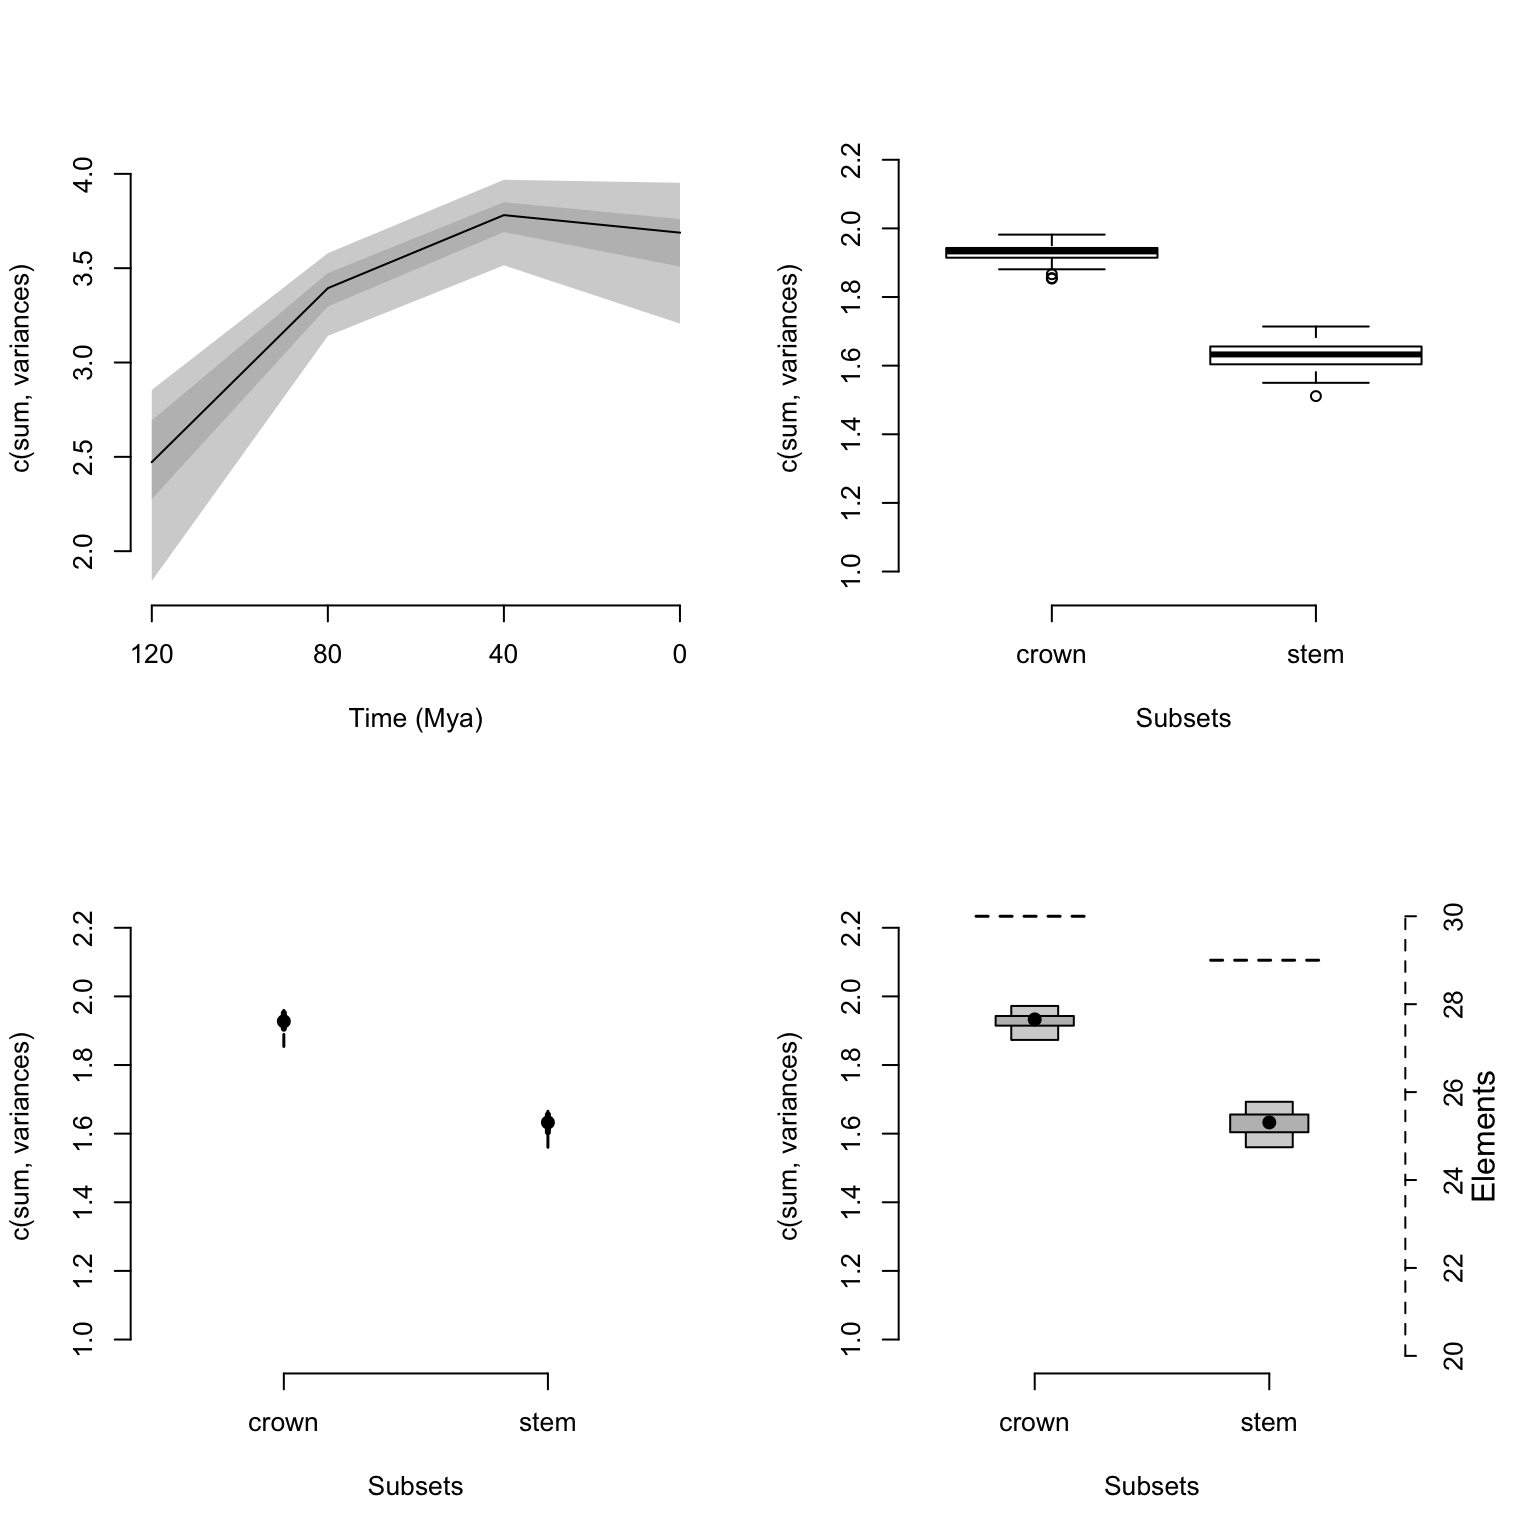 c(sum, variances)
4.0
3.5
3.0
2.5
2.0
120 80 40 0
Time (Mya)
c(sum, variances)
2.2
2.0
1.8
1.6
1.4
1.2
1.0
crown stem
Subsets
c(sum, variances)
2.2
2.0
1.8
1.6
1.4
1.2
1.0
crown stem
Subsets
c(sum, variances)
2.2
2.0
1.8
1.6
1.4
1.2
1.0
crown stem
Subsets
30
28
26
24
22
20
Elements